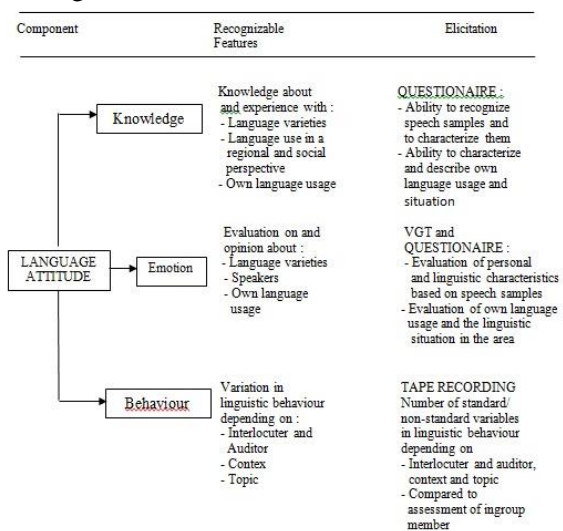 Component Recognizable Elicitation
Features
Knowledge
Knowledge about
and experience with :
- Language varieties
- Language use in a
regional and social
perspective
- Own language usage
QUESTIONAIRE :
- Ability to recognize
speech samples and
to characterize them
- Ability to characterize
and describe own
language usage and
situation
LANGUAGE
ATTITUDE
Emotion
Evaluation on and
opinion about :
- Language varieties
- Speakers
- Own language
usage
VGT and
QUESTIONAIRE :
- Evaluation of personal
and linguistic characteristics
based on speech samples
- Evaluation of own language
usage and the linguistic
situation in the area
Behaviour
Variation in
linguistic behaviour
depending on :
- Interlocuter and
Auditor
- Contex
- Topic
TAPE RECORDING
Number of standard/
non-standard variables
in linguistic behaviour
depending on
- Interlocuter and auditor,
context and topic
- Compared to
assessment of ingroup
member